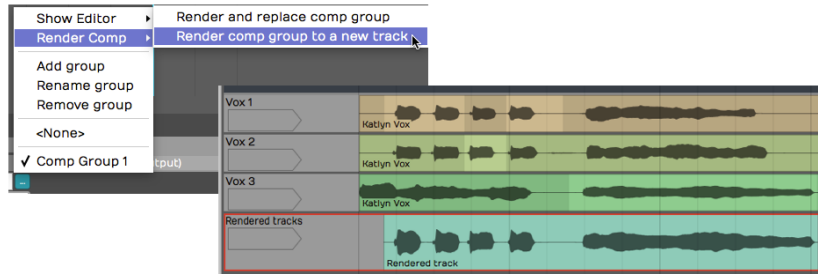 Show Editor
Render Comp
Add group
Rename group
Remove group
<None>
✓ Comp Group 1
Render and replace comp group
Render comp group to a new track
tput)
...
Vox 1
Katlyn Vox
Vox 2
Katlyn Vox
Vox 3
Katlyn Vox
Rendered tracks
Rendered track